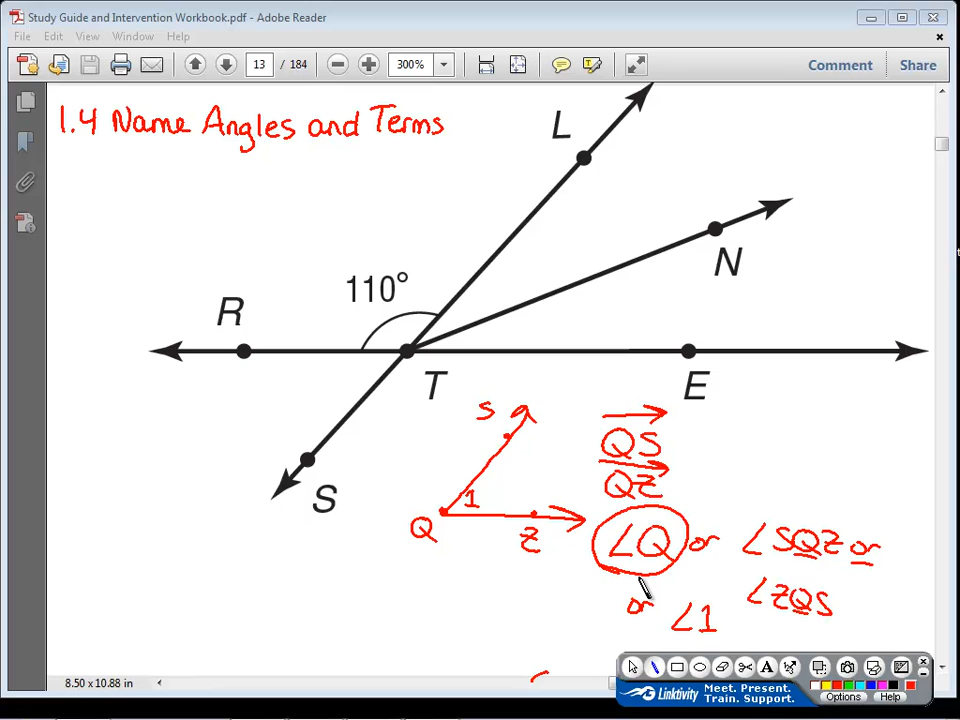 Study Guide and Intervention Workbook.pdf - Adobe Reader
File Edit View Window Help
13 / 184 300% Comment Share
1.4 Name Angles and Terms
L
N
110°
R
T
E
S
S
QS
QZ
1
Q
Z
∠Q or ∠SQZ or
∠ZQS
or ∠1
8.50 x 10.88 in
Linktivity Meet. Present. Train. Support.
Options Help